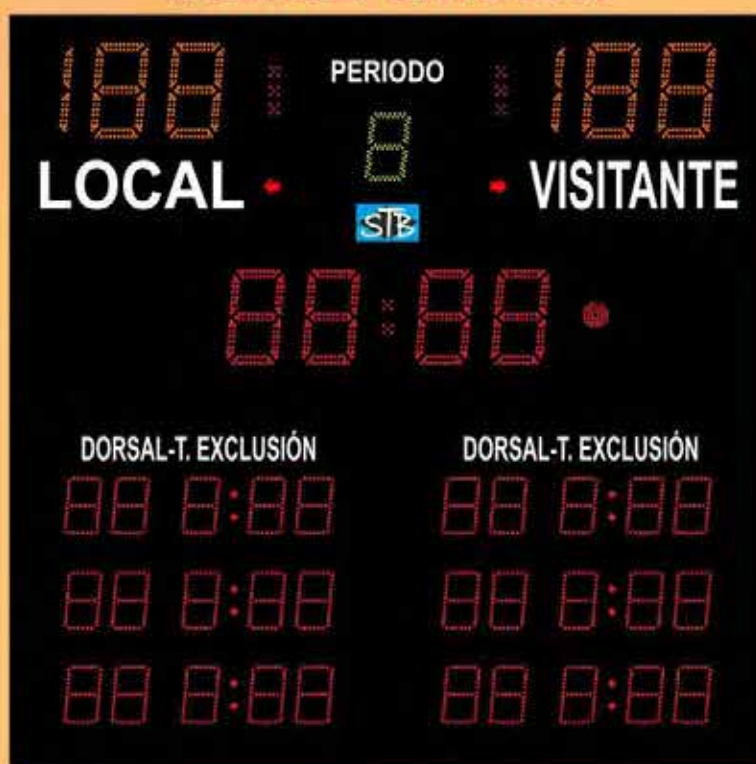 188 PERIODO 188
8
LOCAL VISITANTE
STB
88:88
DORSAL-T. EXCLUSIÓN DORSAL-T. EXCLUSIÓN
88 8:88 88 8:88
88 8:88 88 8:88
88 8:88 88 8:88